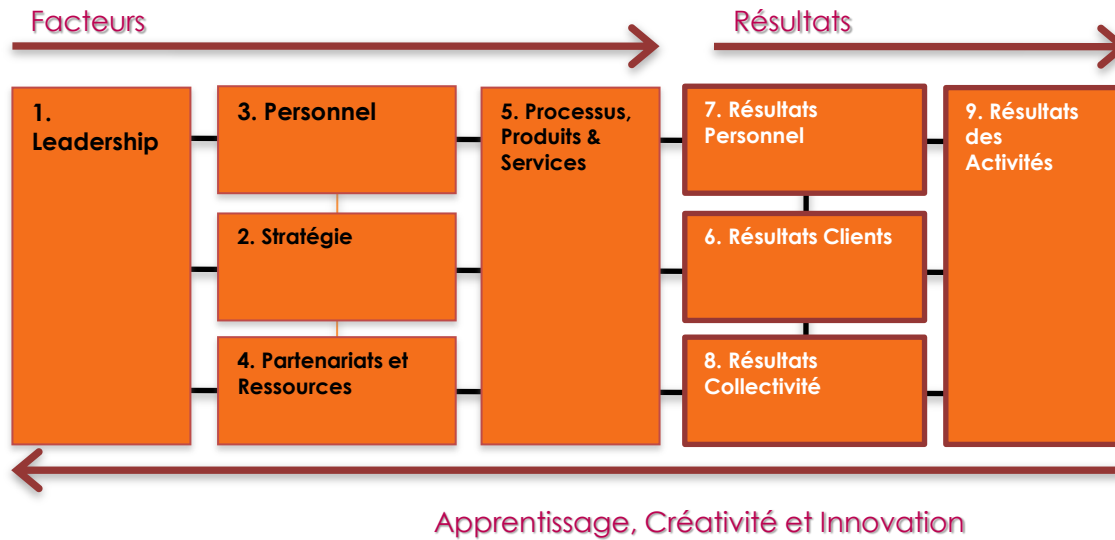 Facteurs
Résultats
1.
Leadership
3. Personnel
2. Stratégie
4. Partenariats et
Ressources
5. Processus,
Produits &
Services
7. Résultats
Personnel
6. Résultats Clients
8. Résultats
Collectivité
9. Résultats
des
Activités
Apprentissage, Créativité et Innovation